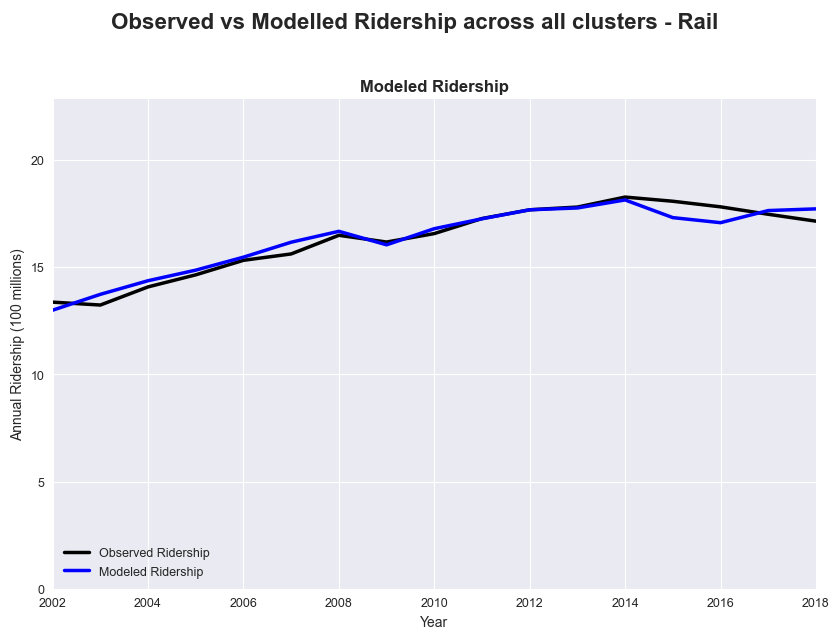 Observed vs Modelled Ridership across all clusters - Rail
Modeled Ridership
Annual Ridership (100 millions)
20
15
10
5
0
Observed Ridership
Modeled Ridership
2002 2004 2006 2008 2010 2012 2014 2016 2018
Year